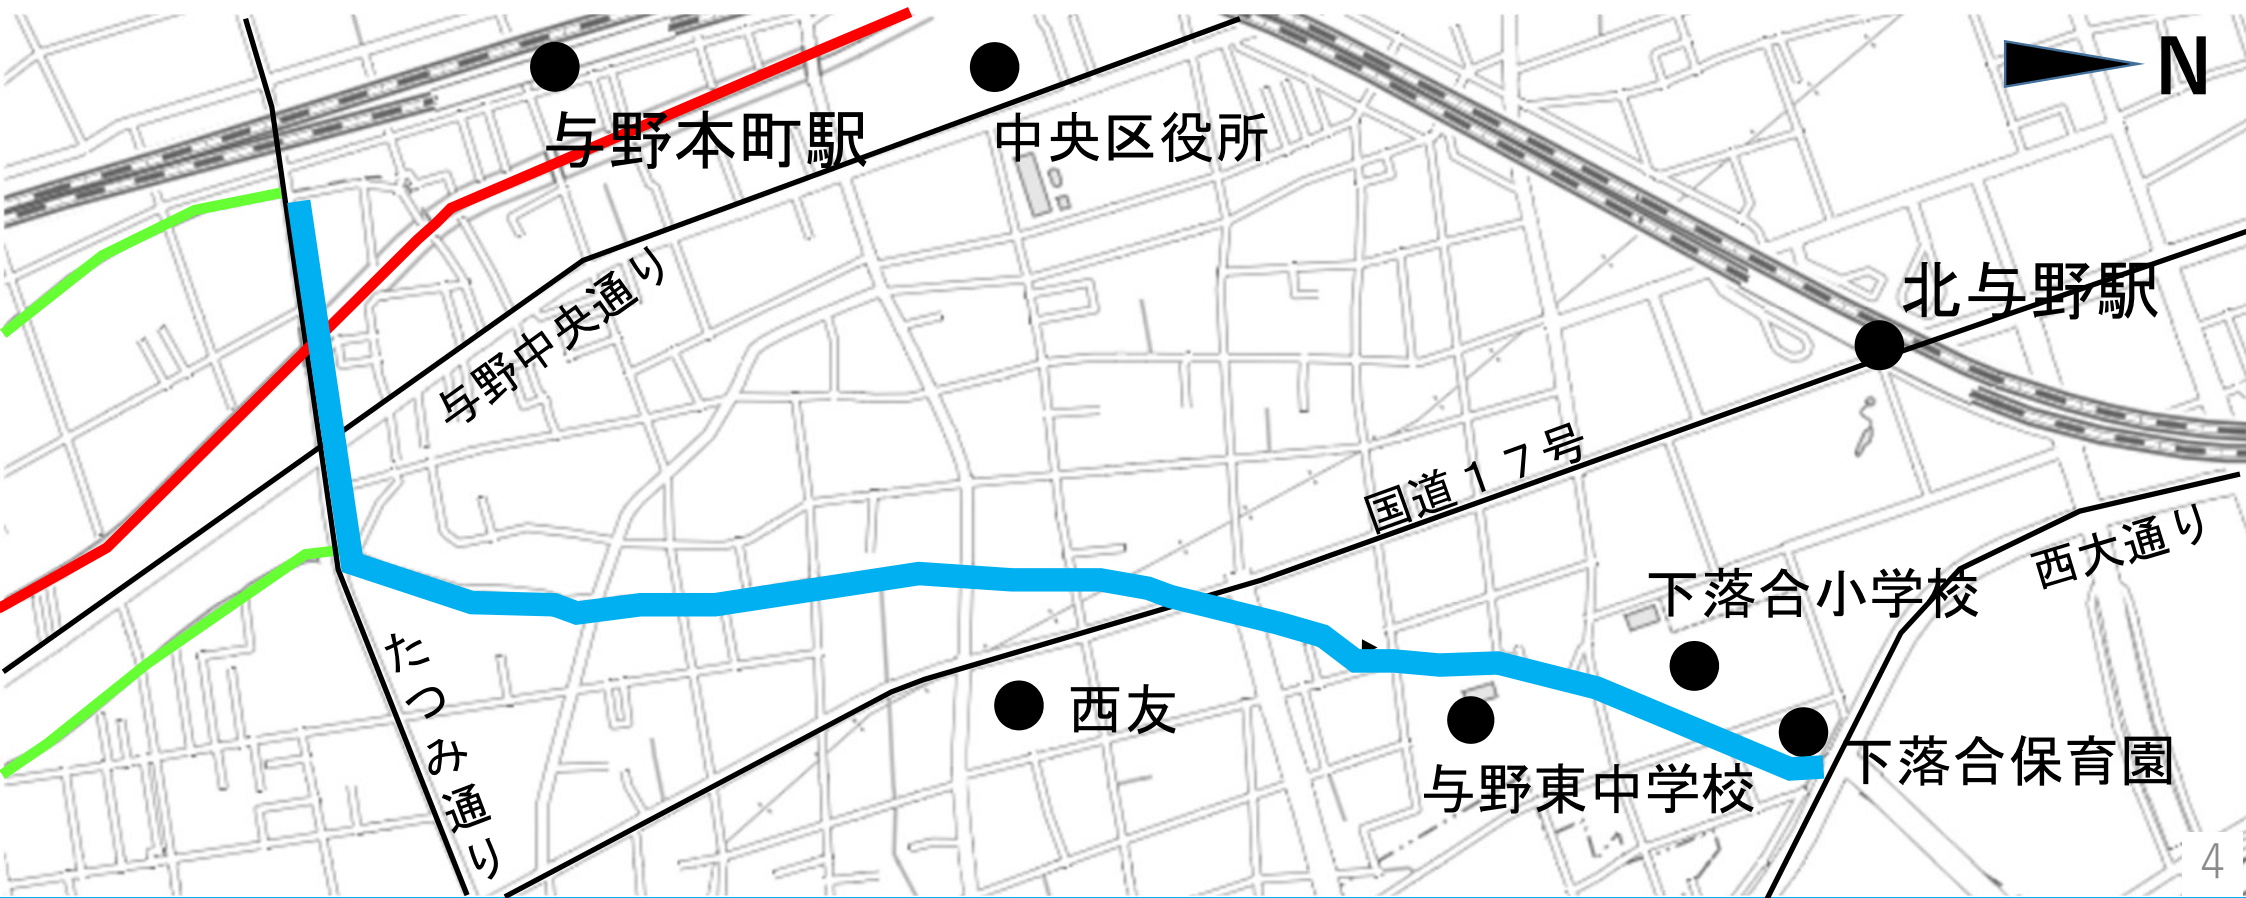 N
与野本町駅
中央区役所
与野中央通り
北与野駅
国道１７号
西大通り
下落合小学校
たつみ通り
西友
下落合保育園
与野東中学校
4